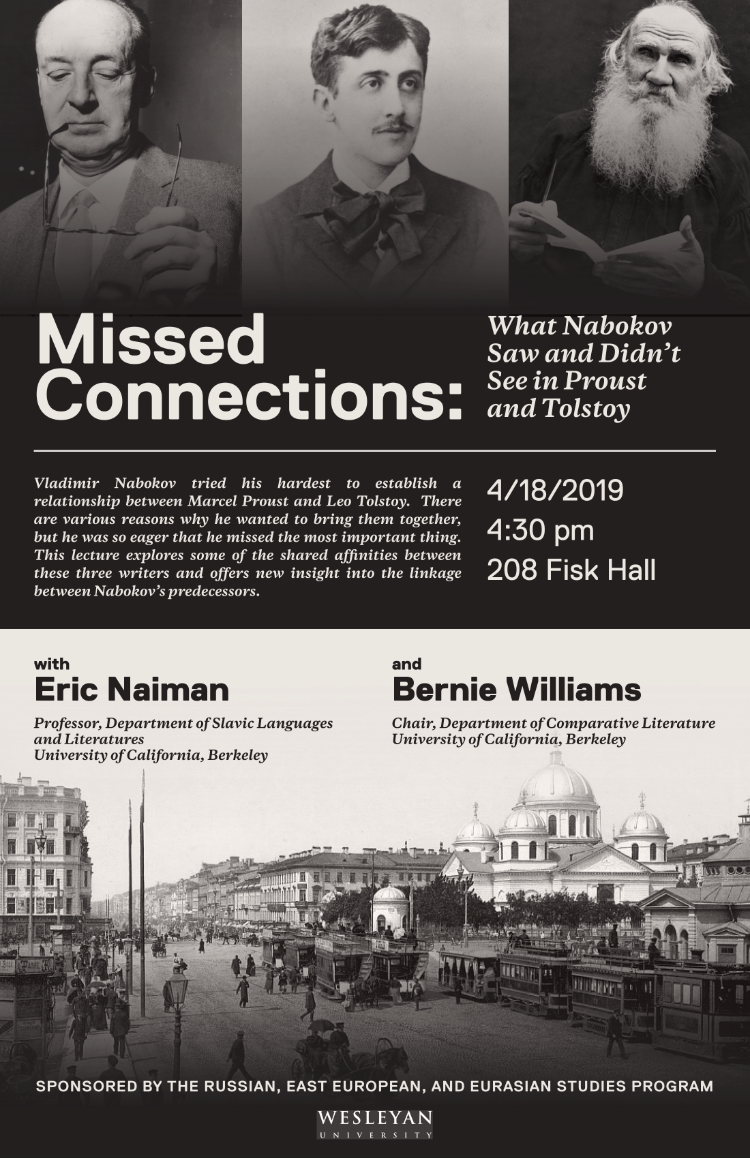 Missed
Connections:
What Nabokov
Saw and Didn't
See in Proust
and Tolstoy
Vladimir Nabokov tried his hardest to establish a
relationship between Marcel Proust and Leo Tolstoy. There
are various reasons why he wanted to bring them together,
but he was so eager that he missed the most important thing.
This lecture explores some of the shared affinities between
these three writers and offers new insight into the linkage
between Nabokov's predecessors.
4/18/2019
4:30 pm
208 Fisk Hall
with
Eric Naiman
Professor, Department of Slavic Languages
and Literatures
University of California, Berkeley
and
Bernie Williams
Chair, Department of Comparative Literature
University of California, Berkeley
SPONSORED BY THE RUSSIAN, EAST EUROPEAN, AND EURASIAN STUDIES PROGRAM
WESLEYAN
UNIVERSITY